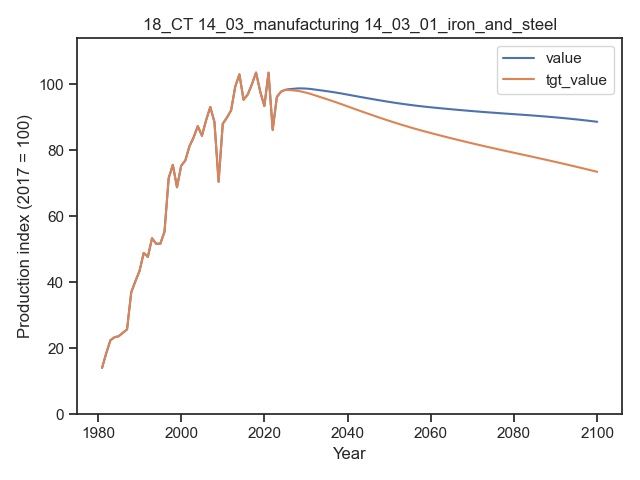 18_CT 14_03_manufacturing 14_03_01_iron_and_steel
value
tgt_value
Production index (2017 = 100)
100
80
60
40
20
0
1980 2000 2020 2040 2060 2080 2100
Year